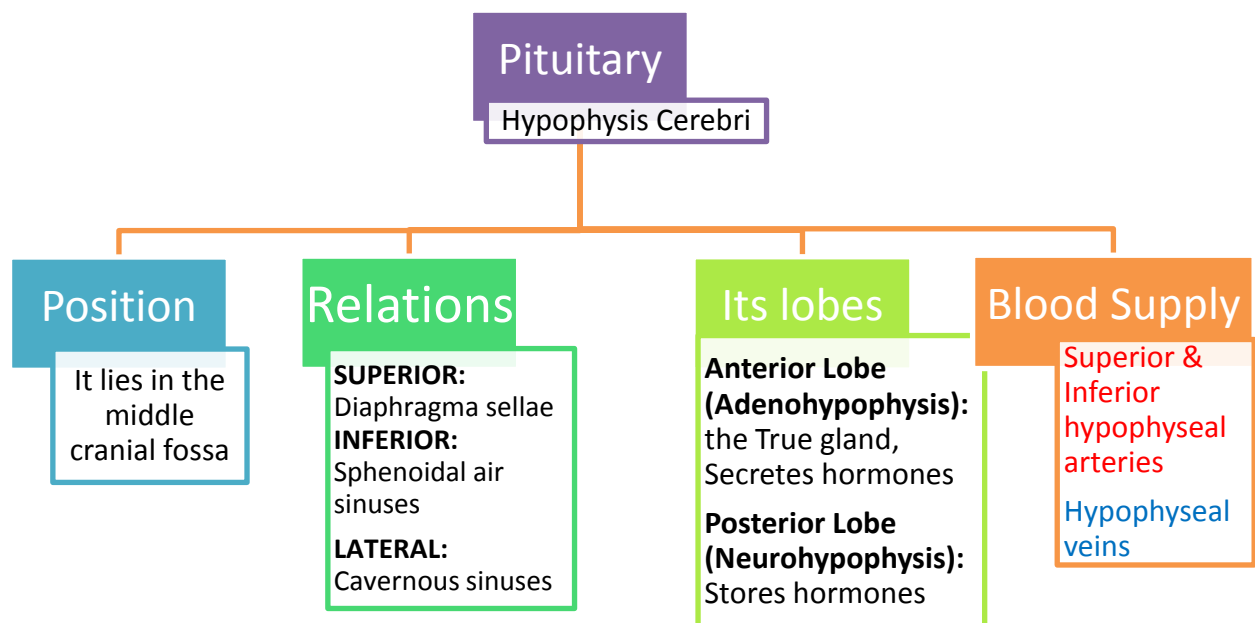 Pituitary
Hypophysis Cerebri
Position
It lies in the
middle
cranial fossa
Relations
SUPERIOR:
Diaphragma sellae
INFERIOR:
Sphenoidal air
sinuses
LATERAL:
Cavernous sinuses
Its lobes
Anterior Lobe
(Adenohypophysis):
the True gland,
Secretes hormones
Posterior Lobe
(Neurohypophysis):
Stores hormones
Blood Supply
Superior &
Inferior
hypophyseal
arteries
Hypophyseal
veins